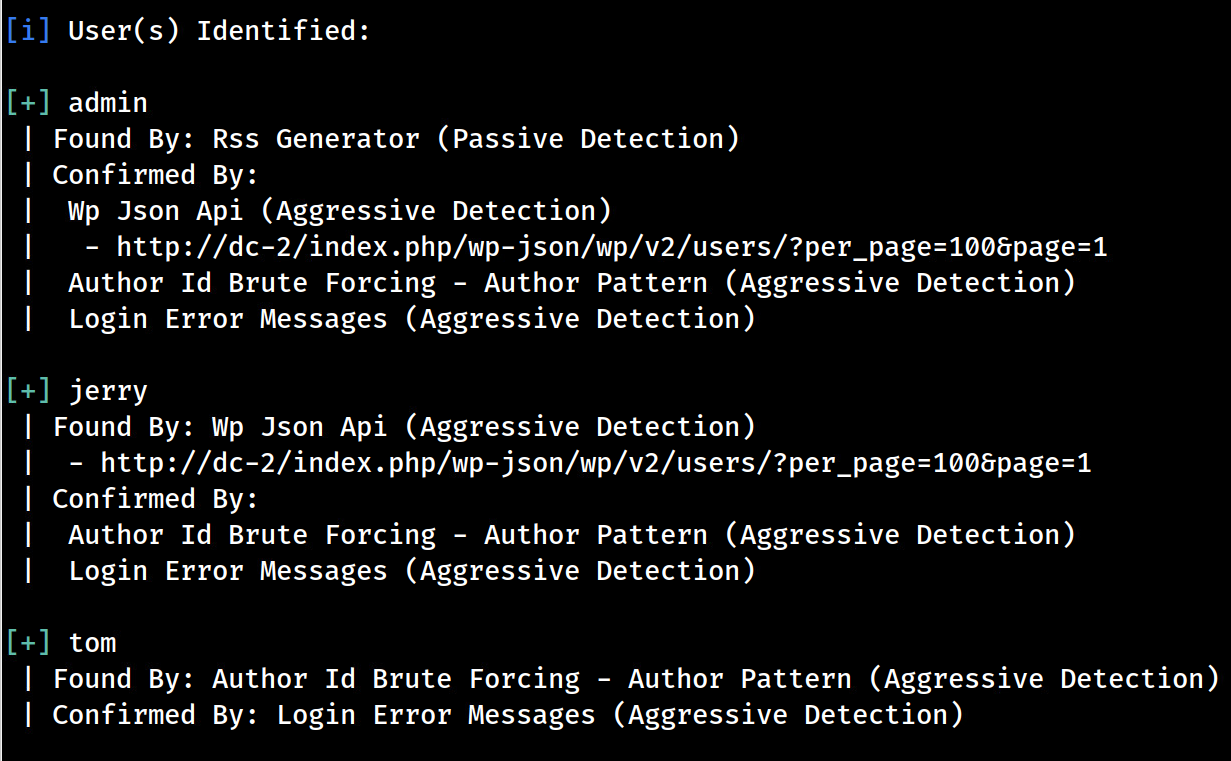 [i] User(s) Identified:

[+] admin
 | Found By: Rss Generator (Passive Detection)
 | Confirmed By:
 |  Wp Json Api (Aggressive Detection)
 |   - http://dc-2/index.php/wp-json/wp/v2/users/?per_page=100&page=1
 |  Author Id Brute Forcing - Author Pattern (Aggressive Detection)
 |  Login Error Messages (Aggressive Detection)

[+] jerry
 | Found By: Wp Json Api (Aggressive Detection)
 |  - http://dc-2/index.php/wp-json/wp/v2/users/?per_page=100&page=1
 | Confirmed By:
 |  Author Id Brute Forcing - Author Pattern (Aggressive Detection)
 |  Login Error Messages (Aggressive Detection)

[+] tom
 | Found By: Author Id Brute Forcing - Author Pattern (Aggressive Detection)
 | Confirmed By: Login Error Messages (Aggressive Detection)